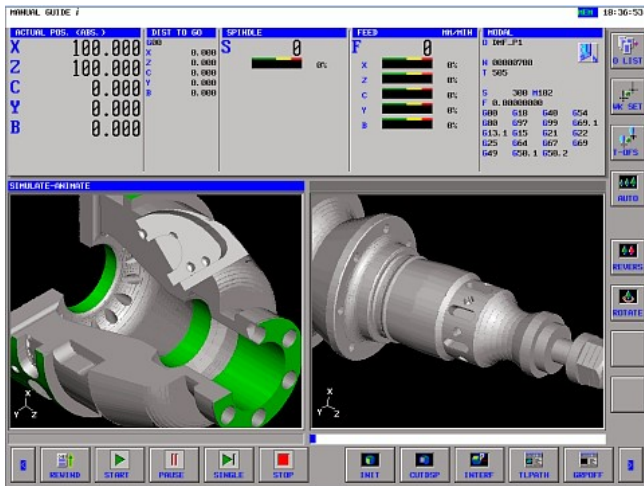 MANUAL GUIDE i
MEM 18:36:53
ACTUAL POS. (ABS.)
X 100.000
Z 100.000
C 0.000
Y 0.000
B 0.000
DIST TO GO
G00
X 0.000
Z 0.000
C 0.000
Y 0.000
B 0.000
SPINDLE
S 0
0%
FEED MM/MIN
F 0
X 0%
Z 0%
C 0%
Y 0%
B 0%
MODAL
O DMF_P1
N 00000700
T 505
S 300 M102
F 0.00000000
G00 G18 G40 G54
G80 G97 G99 G69.1
G13.1 G15 G21 G22
G25 G64 G67 G69
G49 G50.1 G50.2
O LIST
WK SET
T-OFS
AUTO
REVERS
ROTATE
SIMULATE-ANIMATE
X
Y Z
X
Y Z
<
REWIND
START
PAUSE
SINGLE
STOP
INIT
CUTDSP
INTERF
TLPATH
GRPOFF
>